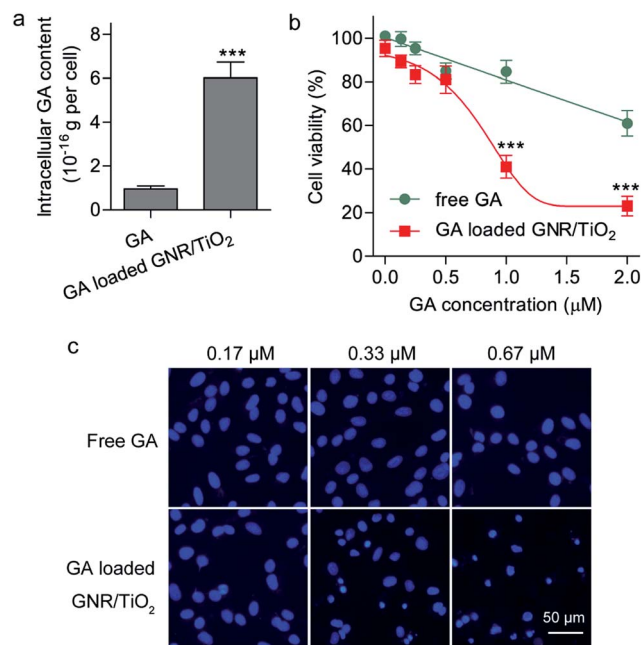 a
Intracellular GA content
(10⁻¹⁶ g per cell)
8
6
4
2
0
***
GA
GA loaded GNR/TiO₂
b
Cell viability (%)
100
80
60
40
20
0
***
***
free GA
GA loaded GNR/TiO₂
0.0 0.5 1.0 1.5 2.0
GA concentration (μM)
c
0.17 μM 0.33 μM 0.67 μM
Free GA
GA loaded
GNR/TiO₂
50 μm